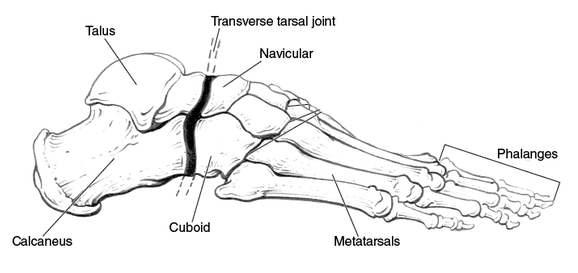 Transverse tarsal joint
Talus
Navicular
Phalanges
Cuboid
Calcaneus
Metatarsals